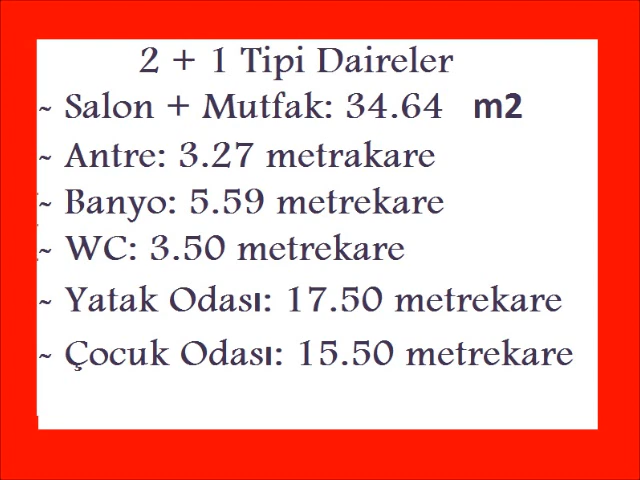 2 + 1 Tipi Daireler
~ Salon + Mutfak: 34.64 m2
~ Antre: 3.27 metrakare
~ Banyo: 5.59 metrekare
~ WC: 3.50 metrekare
~ Yatak Odası: 17.50 metrekare
~ Çocuk Odası: 15.50 metrekare